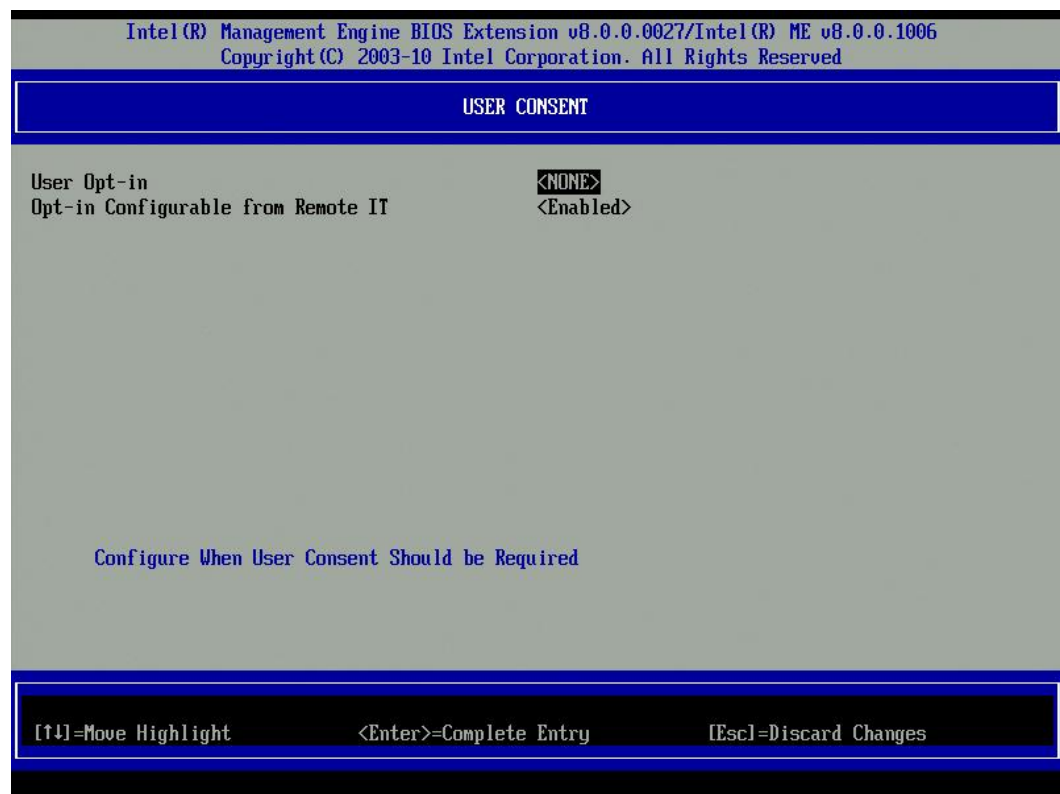 Intel(R) Management Engine BIOS Extension v8.0.0.0027/Intel(R) ME v8.0.0.1006
Copyright(C) 2003-10 Intel Corporation. All Rights Reserved
USER CONSENT
User Opt-in <NONE>
Opt-in Configurable from Remote IT <Enabled>
Configure When User Consent Should be Required
[↑↓]=Move Highlight <Enter>=Complete Entry [Esc]=Discard Changes